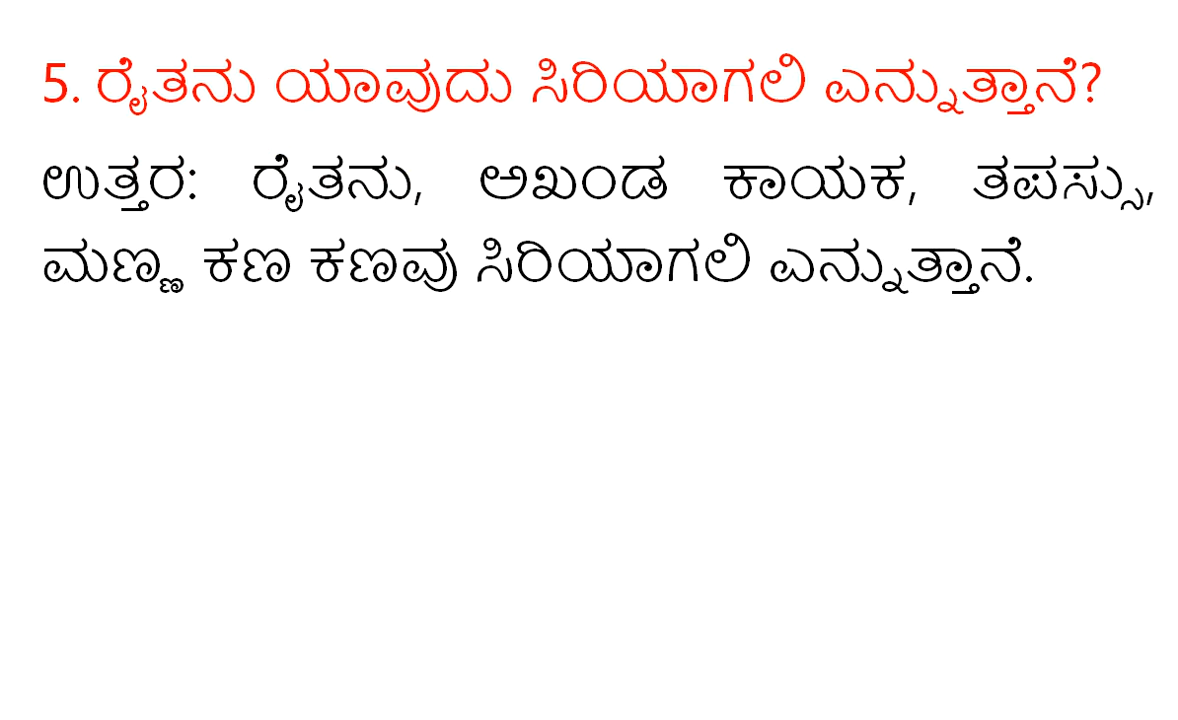 5. ರೈತನು ಯಾವುದು ಸಿರಿಯಾಗಲಿ ಎನ್ನುತ್ತಾನೆ?
ಉತ್ತರ: ರೈತನು, ಅಖಂಡ ಕಾಯಕ, ತಪಸ್ಸು,
ಮಣ್ಣ ಕಣ ಕಣವು ಸಿರಿಯಾಗಲಿ ಎನ್ನುತ್ತಾನೆ.